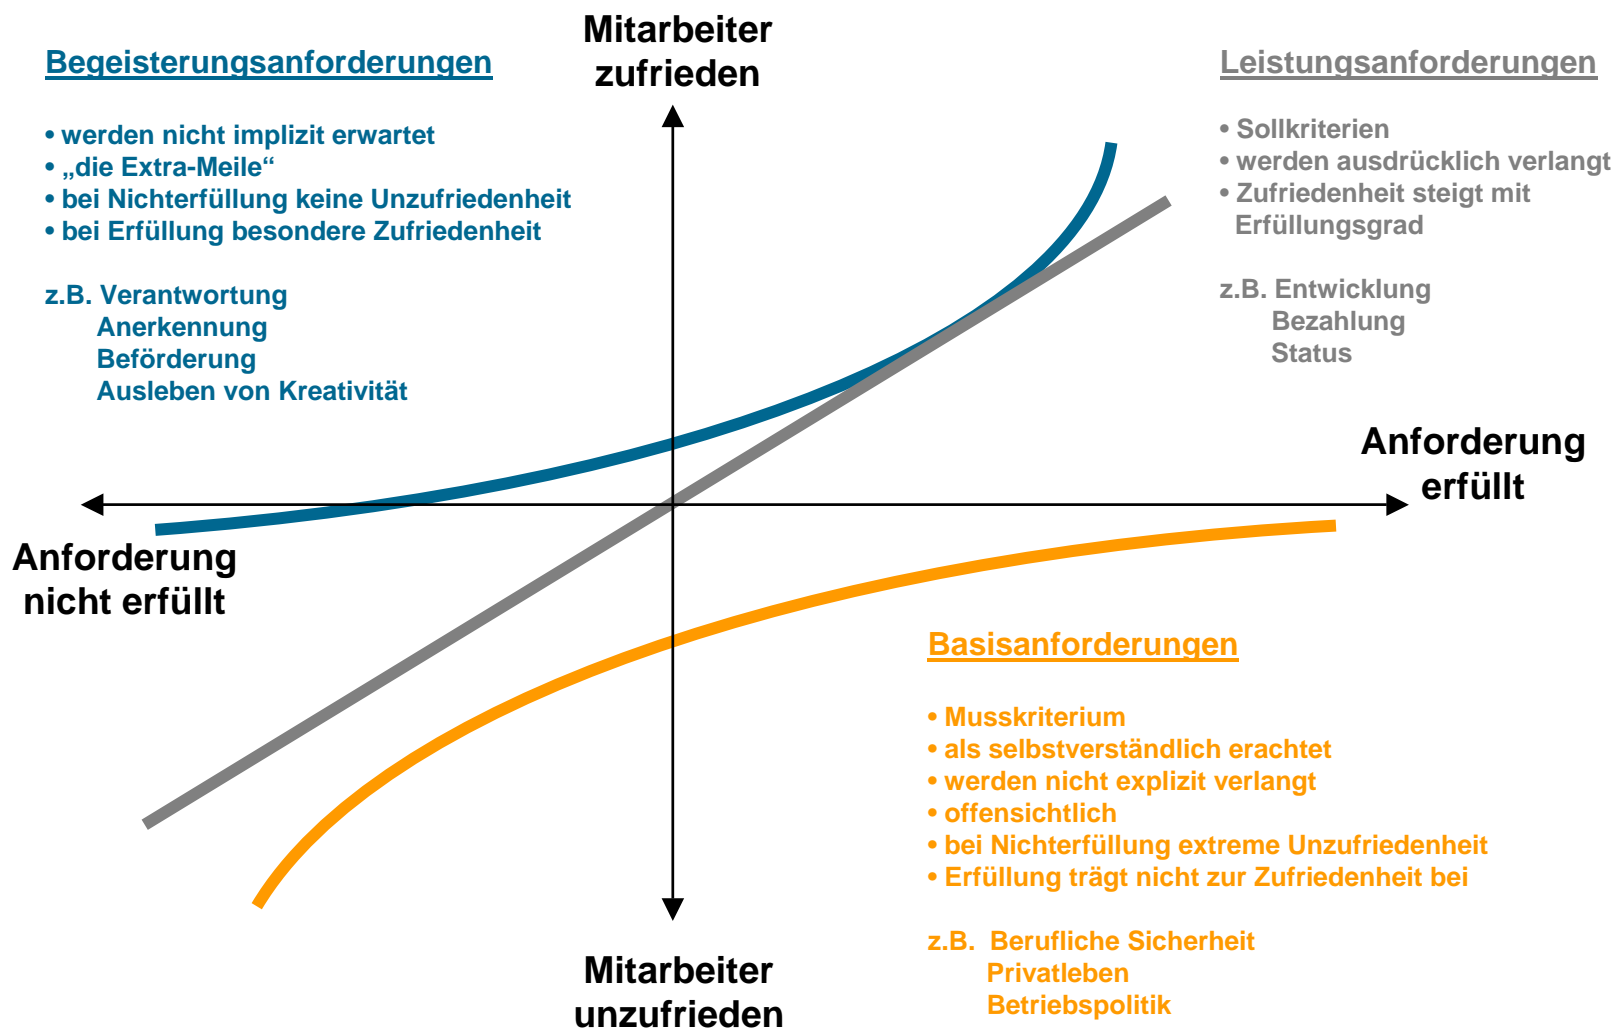 Mitarbeiter
zufrieden
Begeisterungsanforderungen
• werden nicht implizit erwartet
• „die Extra-Meile“
• bei Nichterfüllung keine Unzufriedenheit
• bei Erfüllung besondere Zufriedenheit
z.B. Verantwortung
Anerkennung
Beförderung
Ausleben von Kreativität
Leistungsanforderungen
• Sollkriterien
• werden ausdrücklich verlangt
• Zufriedenheit steigt mit
Erfüllungsgrad
z.B. Entwicklung
Bezahlung
Status
Anforderung
erfüllt
Anforderung
nicht erfüllt
Basisanforderungen
• Musskriterium
• als selbstverständlich erachtet
• werden nicht explizit verlangt
• offensichtlich
• bei Nichterfüllung extreme Unzufriedenheit
• Erfüllung trägt nicht zur Zufriedenheit bei
z.B. Berufliche Sicherheit
Privatleben
Betriebspolitik
Mitarbeiter
unzufrieden